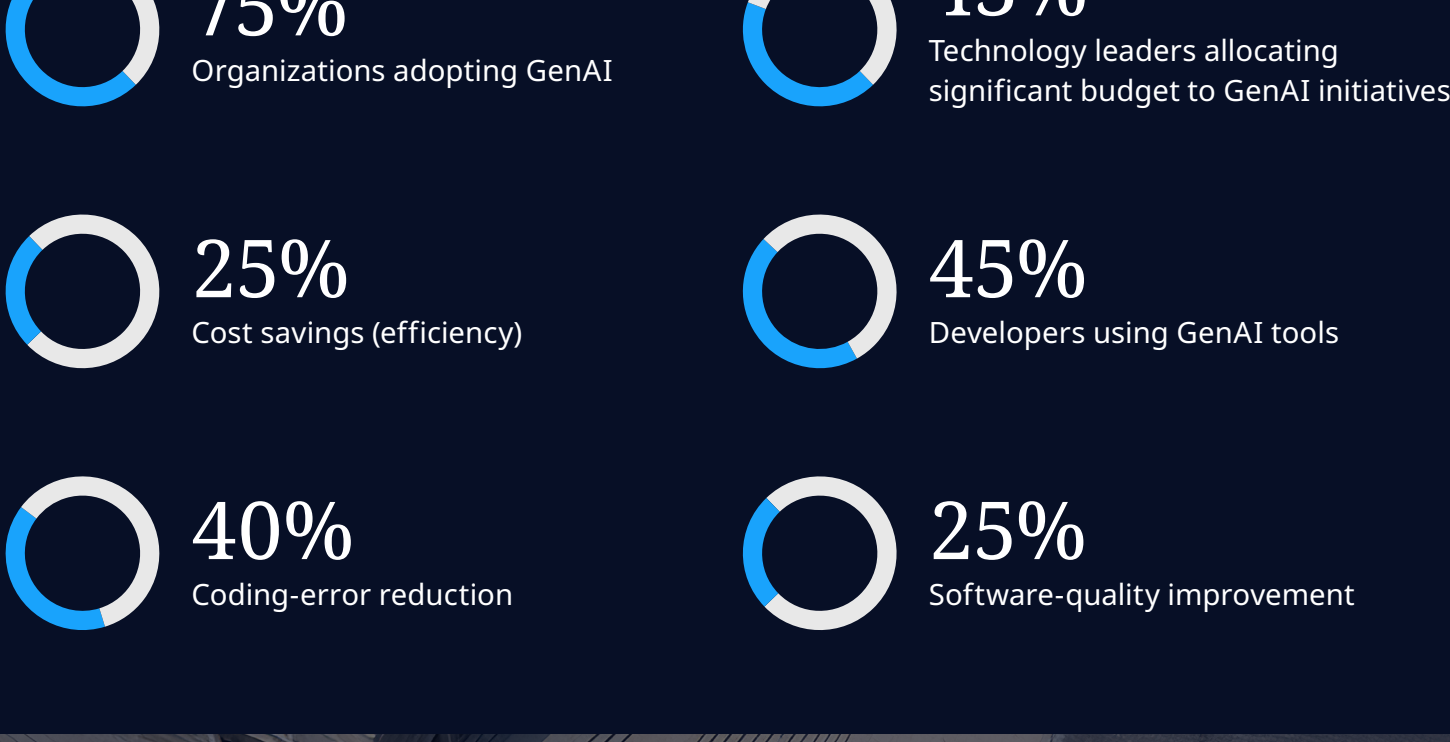 75%
Organizations adopting GenAI
Technology leaders allocating
significant budget to GenAI initiatives
25%
Cost savings (efficiency)
45%
Developers using GenAI tools
40%
Coding-error reduction
25%
Software-quality improvement